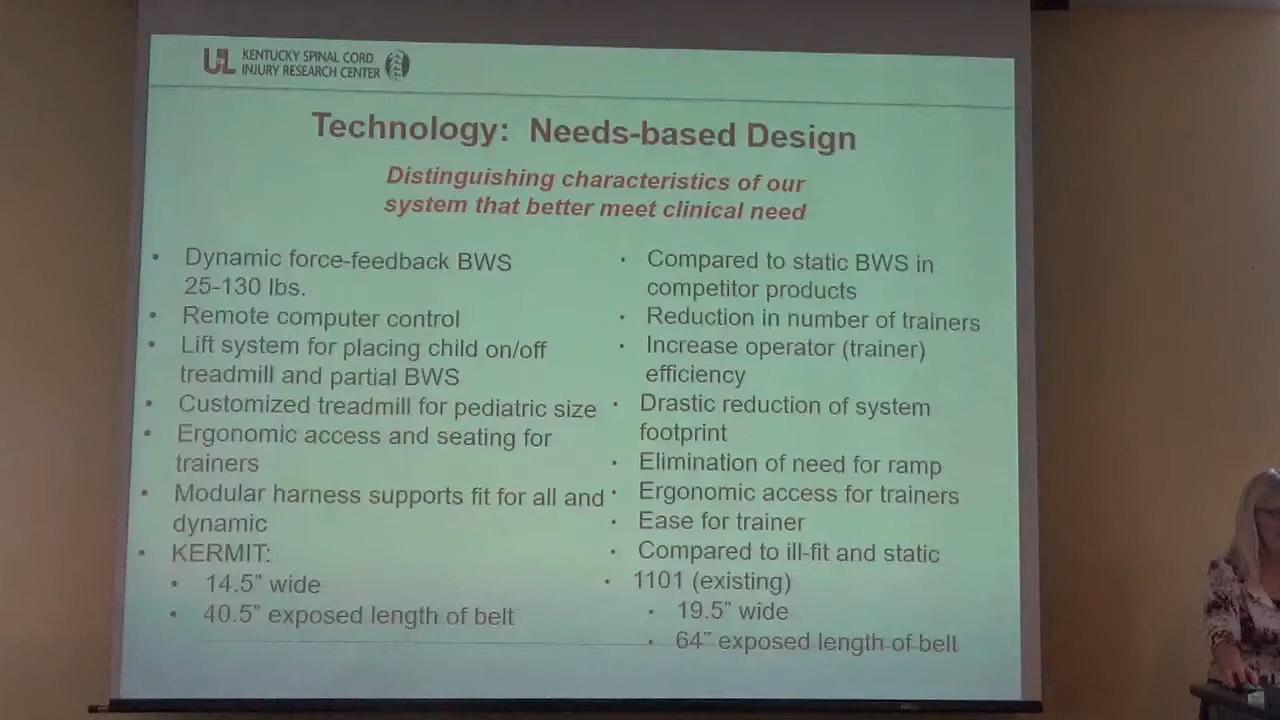 UL KENTUCKY SPINAL CORD
INJURY RESEARCH CENTER
Technology: Needs-based Design
Distinguishing characteristics of our
system that better meet clinical need
• Dynamic force-feedback BWS
25-130 lbs.
• Remote computer control
• Lift system for placing child on/off
treadmill and partial BWS
• Customized treadmill for pediatric size
• Ergonomic access and seating for
trainers
• Modular harness supports fit for all and
dynamic
• KERMIT:
• 14.5” wide
• 40.5” exposed length of belt
• Compared to static BWS in
competitor products
• Reduction in number of trainers
• Increase operator (trainer)
efficiency
• Drastic reduction of system
footprint
• Elimination of need for ramp
• Ergonomic access for trainers
• Ease for trainer
• Compared to ill-fit and static
• 1101 (existing)
• 19.5” wide
• 64” exposed length of belt